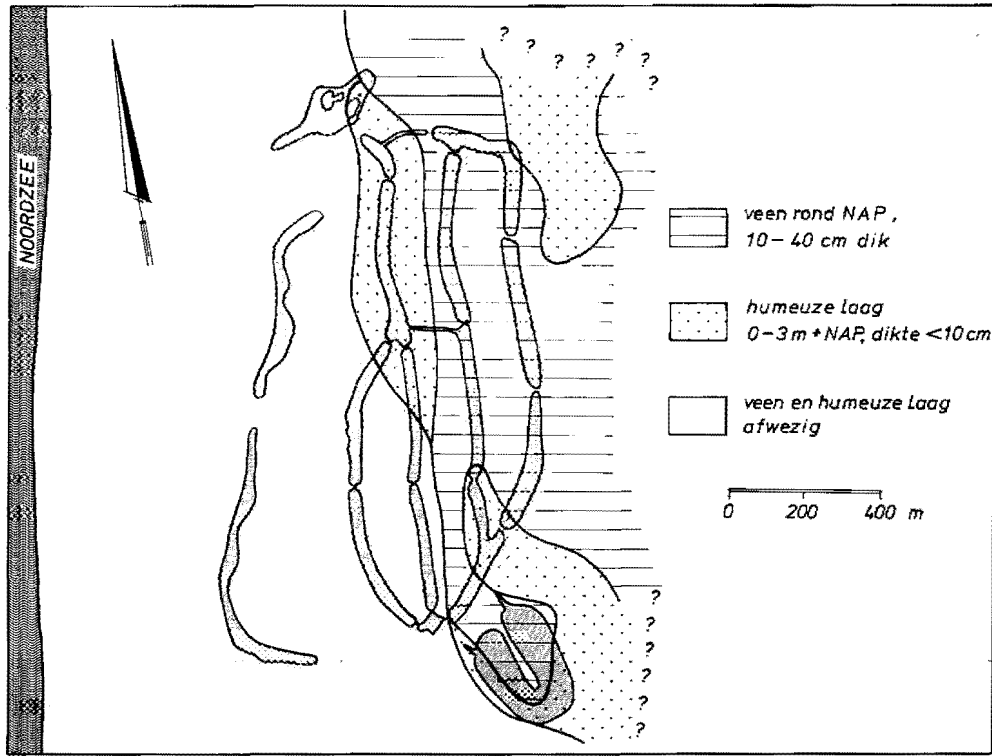 ? ? ? ? ? ? ?
NOORDZEE
veen rond NAP,
10-40 cm dik
humeuze laag
0-3 m + NAP, dikte <10 cm
veen en humeuze laag
afwezig
0 200 400 m
?
?
?
?
?
?
?